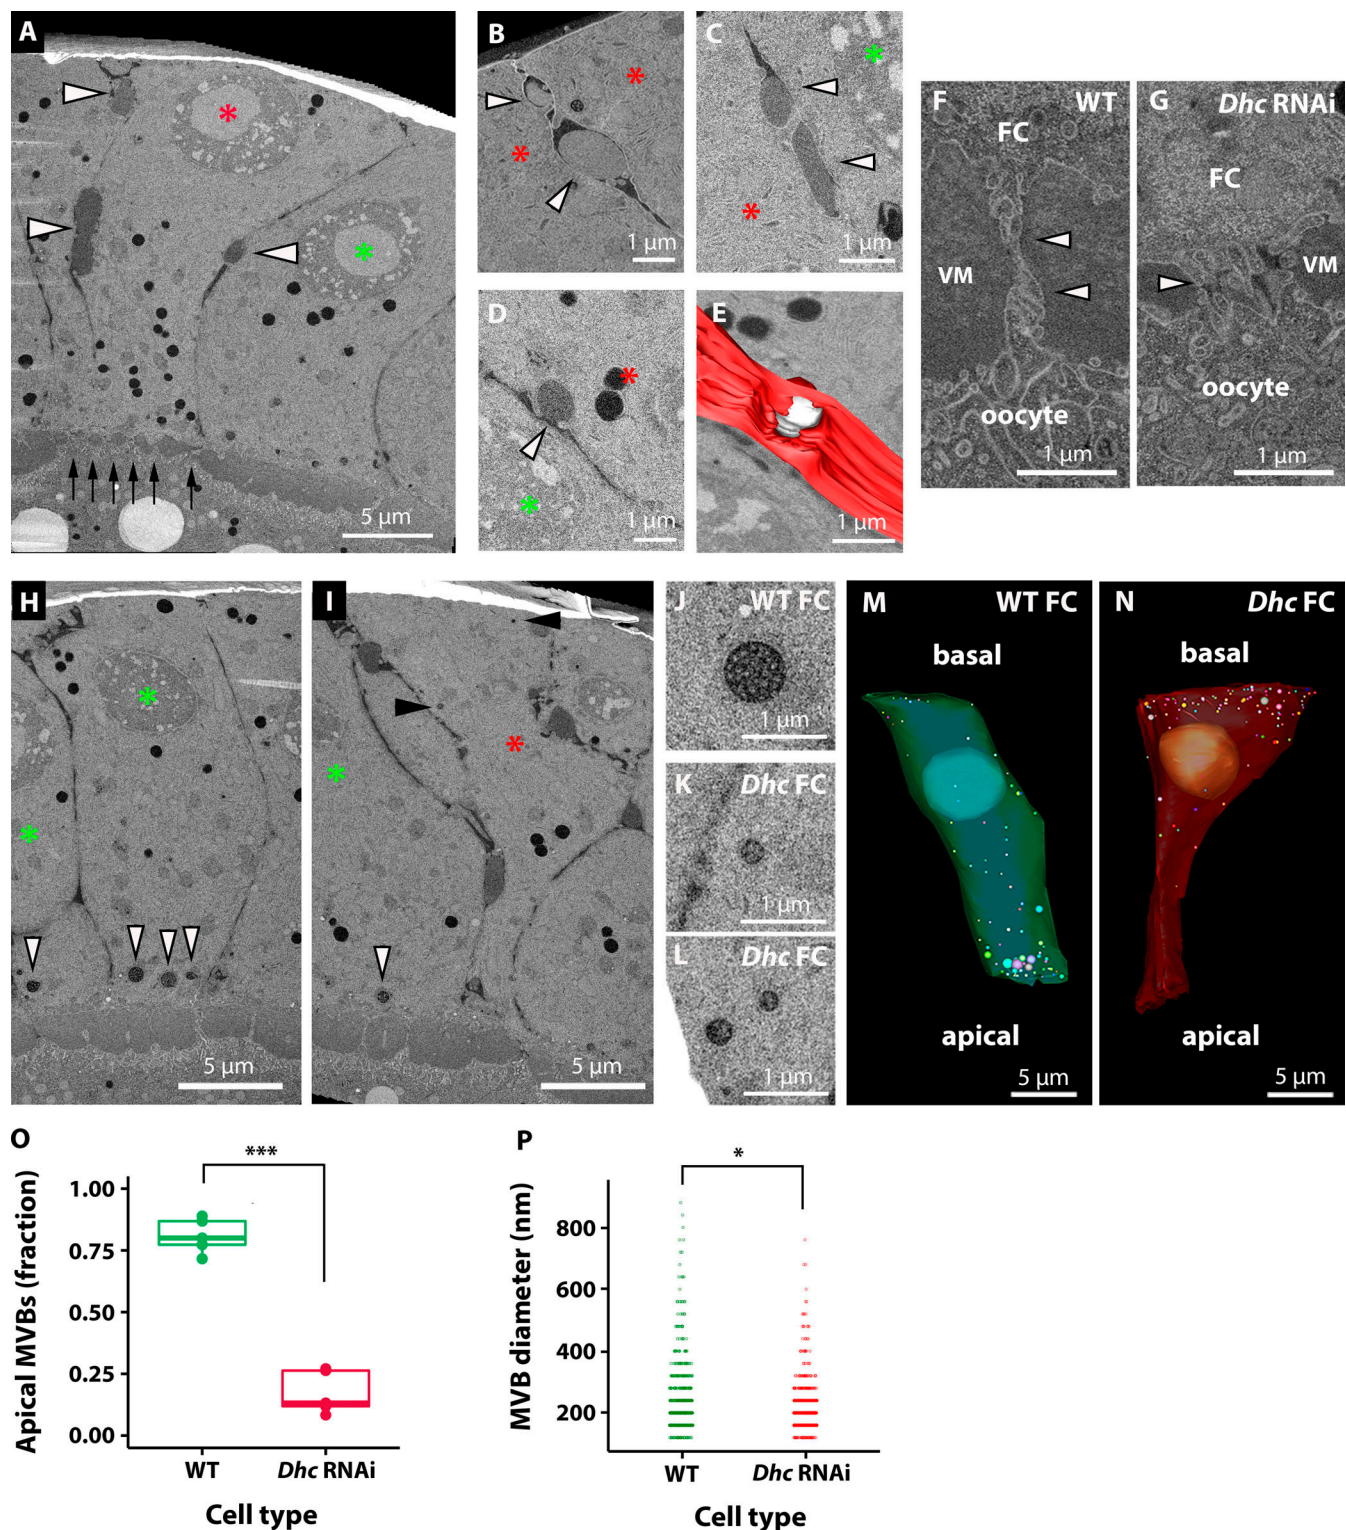 A
*
*
5 µm
B
*
*
1 µm
C
*
*
1 µm
D
*
*
1 µm
E
1 µm
F WT
FC
VM
oocyte
1 µm
G Dhc RNAi
FC
VM
oocyte
1 µm
H
*
*
5 µm
I
*
*
5 µm
J WT FC
1 µm
K Dhc FC
1 µm
L Dhc FC
1 µm
M WT FC
basal
apical
5 µm
N Dhc FC
basal
apical
5 µm
O
***
Apical MVBs (fraction)
1.00
0.75
0.50
0.25
0.00
WT Dhc RNAi
Cell type
P
*
MVB diameter (nm)
800
600
400
200
WT Dhc RNAi
Cell type